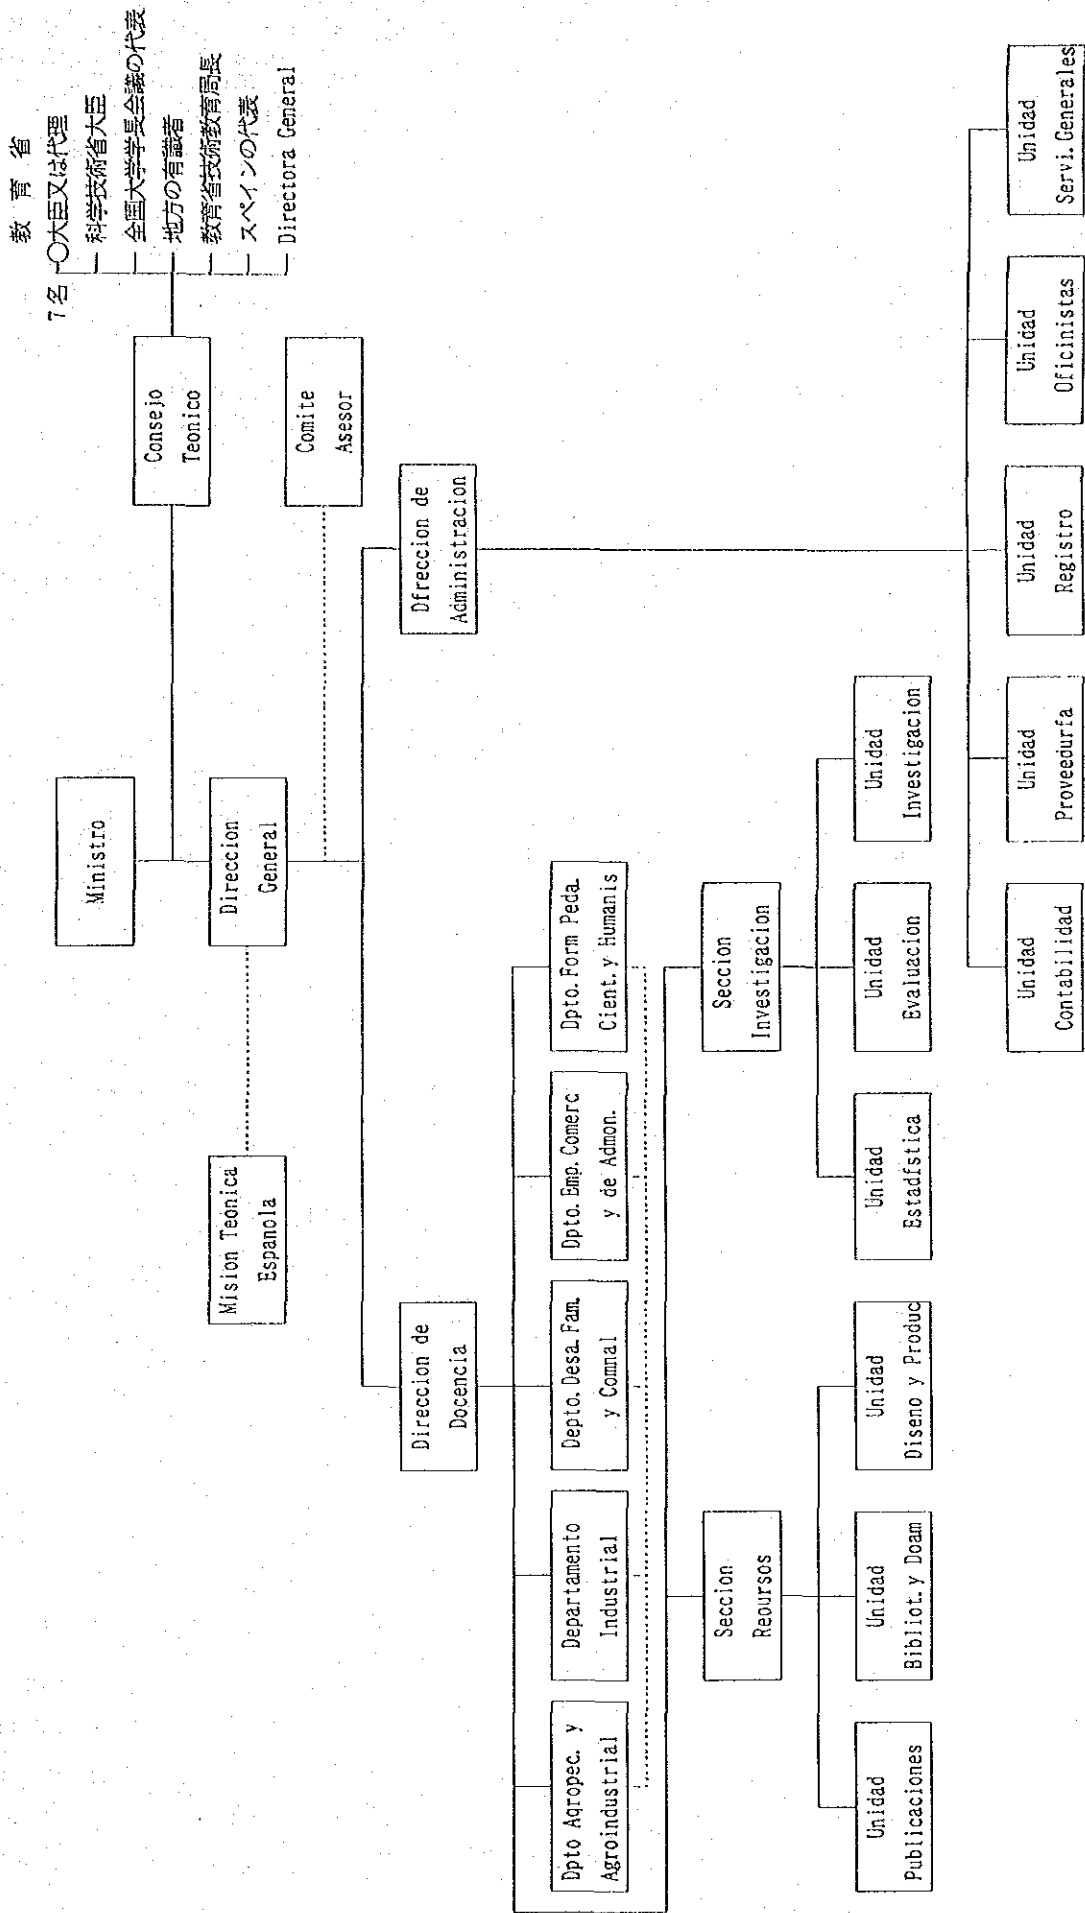 教育省
7名
○大臣又は代理
科学技術省大臣
全国大学学長会議の代表
地方の有識者
教育省技術教育局長
スペインの代表
Directora General
Ministro
Consejo
Teonico
Direccion
General
Mision Teonica
Espanola
Comite
Asesor
Direccion de
Docencia
Dfreccion de
Administracion
Dpto Aqropec. y
Agroindustrial
Departamento
Industrial
Depto. Desa. Fam.
y Comnal
Dpto. Emp. Comerc
y de Admon.
Dpto. Form Peda.
Cient. y Humanis
Seccion
Reoursos
Seccion
Investigacion
Unidad
Publicaciones
Unidad
Bibliot. y Doam
Unidad
Diseno y Produc
Unidad
Estadística
Unidad
Evaluacion
Unidad
Investigacion
Unidad
Contabilidad
Unidad
Proveeduría
Unidad
Registro
Unidad
Oficinistas
Unidad
Servi. Generales